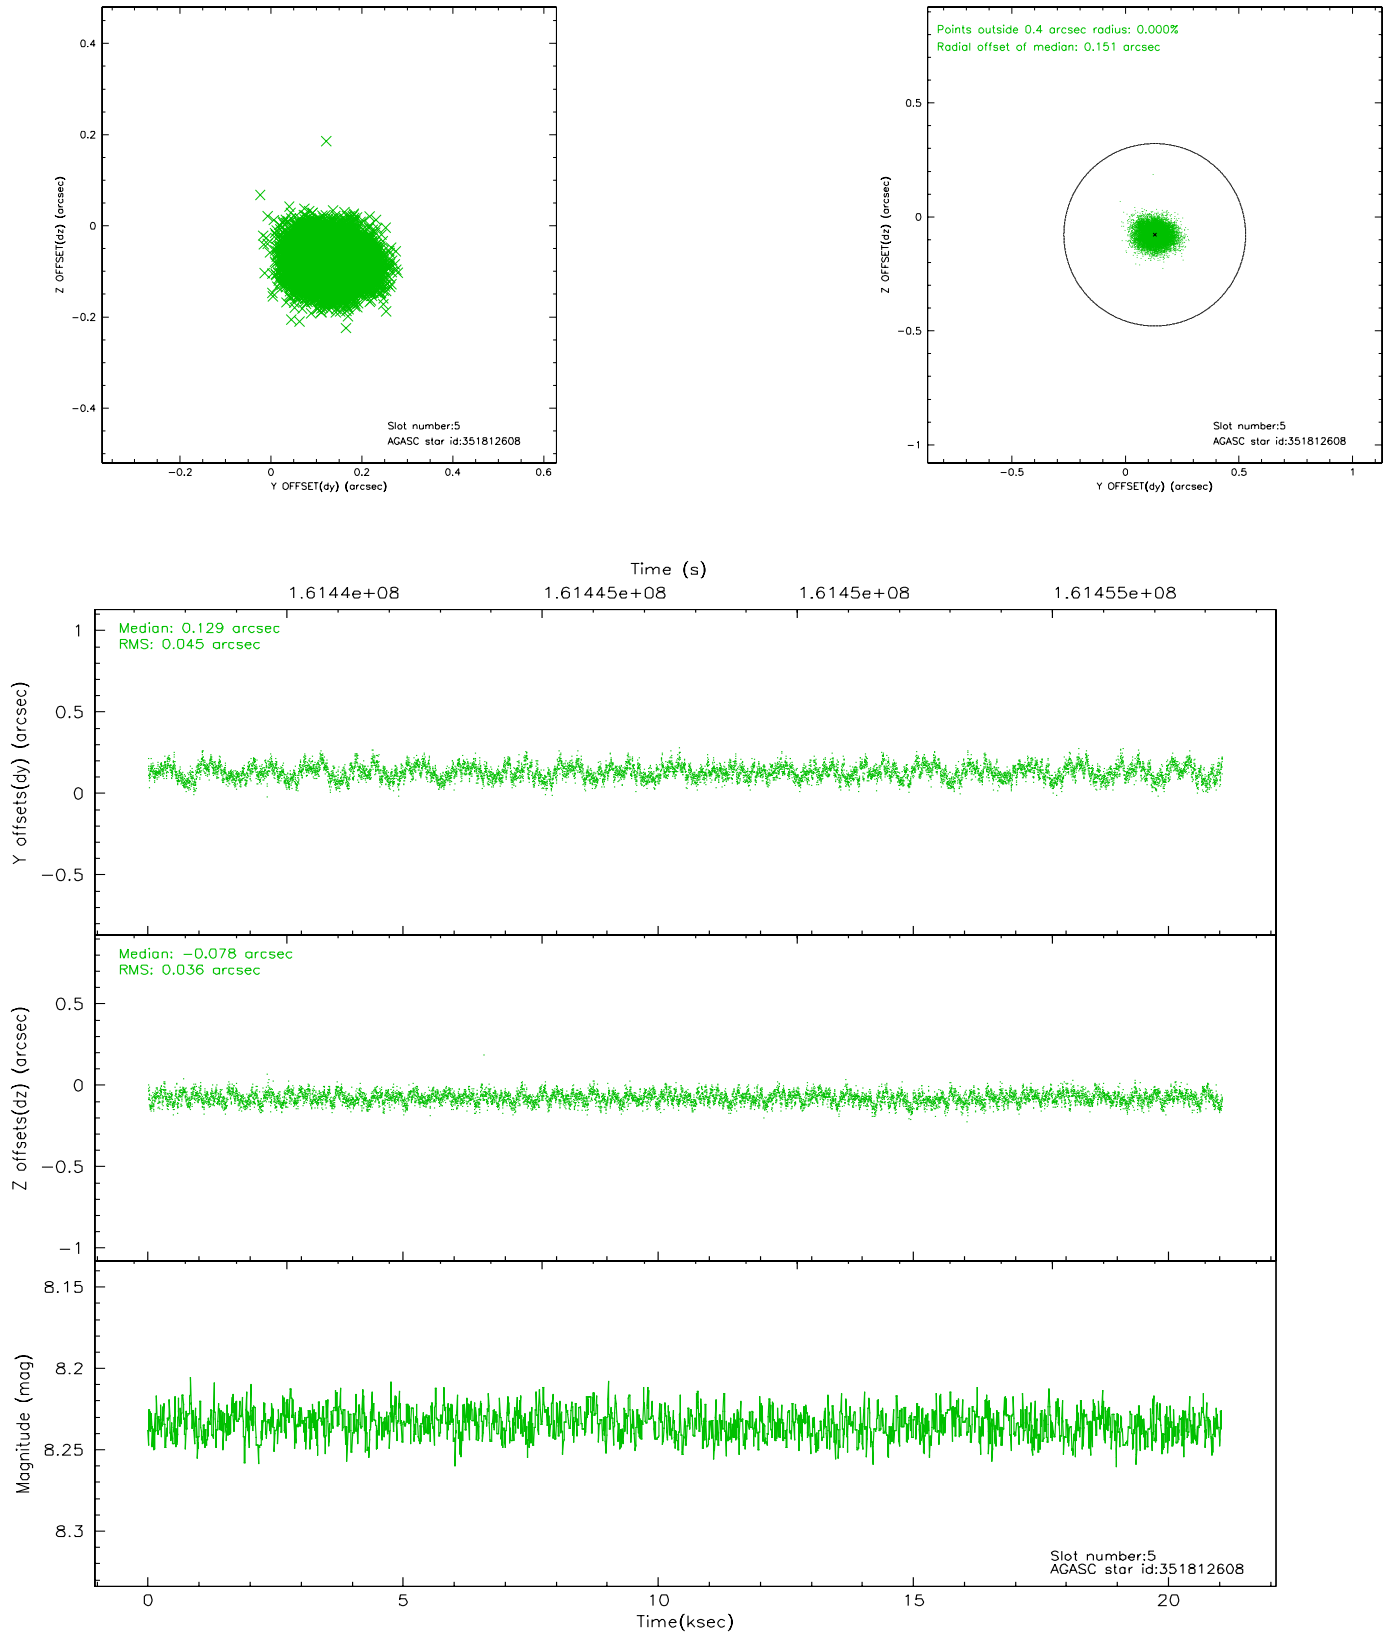 0.4
0.2
0
−0.2
−0.4
Z OFFSET(dz) (arcsec)
Slot number:5
AGASC star id:351812608
−0.2 0 0.2 0.4 0.6
Y OFFSET(dy) (arcsec)
Points outside 0.4 arcsec radius: 0.000%
Radial offset of median: 0.151 arcsec
0.5
0
−0.5
−1
Z OFFSET(dz) (arcsec)
Slot number:5
AGASC star id:351812608
−0.5 0 0.5 1
Y OFFSET(dy) (arcsec)
Time (s)
1.6144e+08 1.61445e+08 1.6145e+08 1.61455e+08
Median: 0.129 arcsec
RMS: 0.045 arcsec
1
0.5
0
−0.5
Y offsets(dy) (arcsec)
Median: −0.078 arcsec
RMS: 0.036 arcsec
0.5
0
−0.5
−1
Z offsets(dz) (arcsec)
8.15
8.2
8.25
8.3
Magnitude (mag)
Slot number:5
AGASC star id:351812608
0 5 10 15 20
Time(ksec)